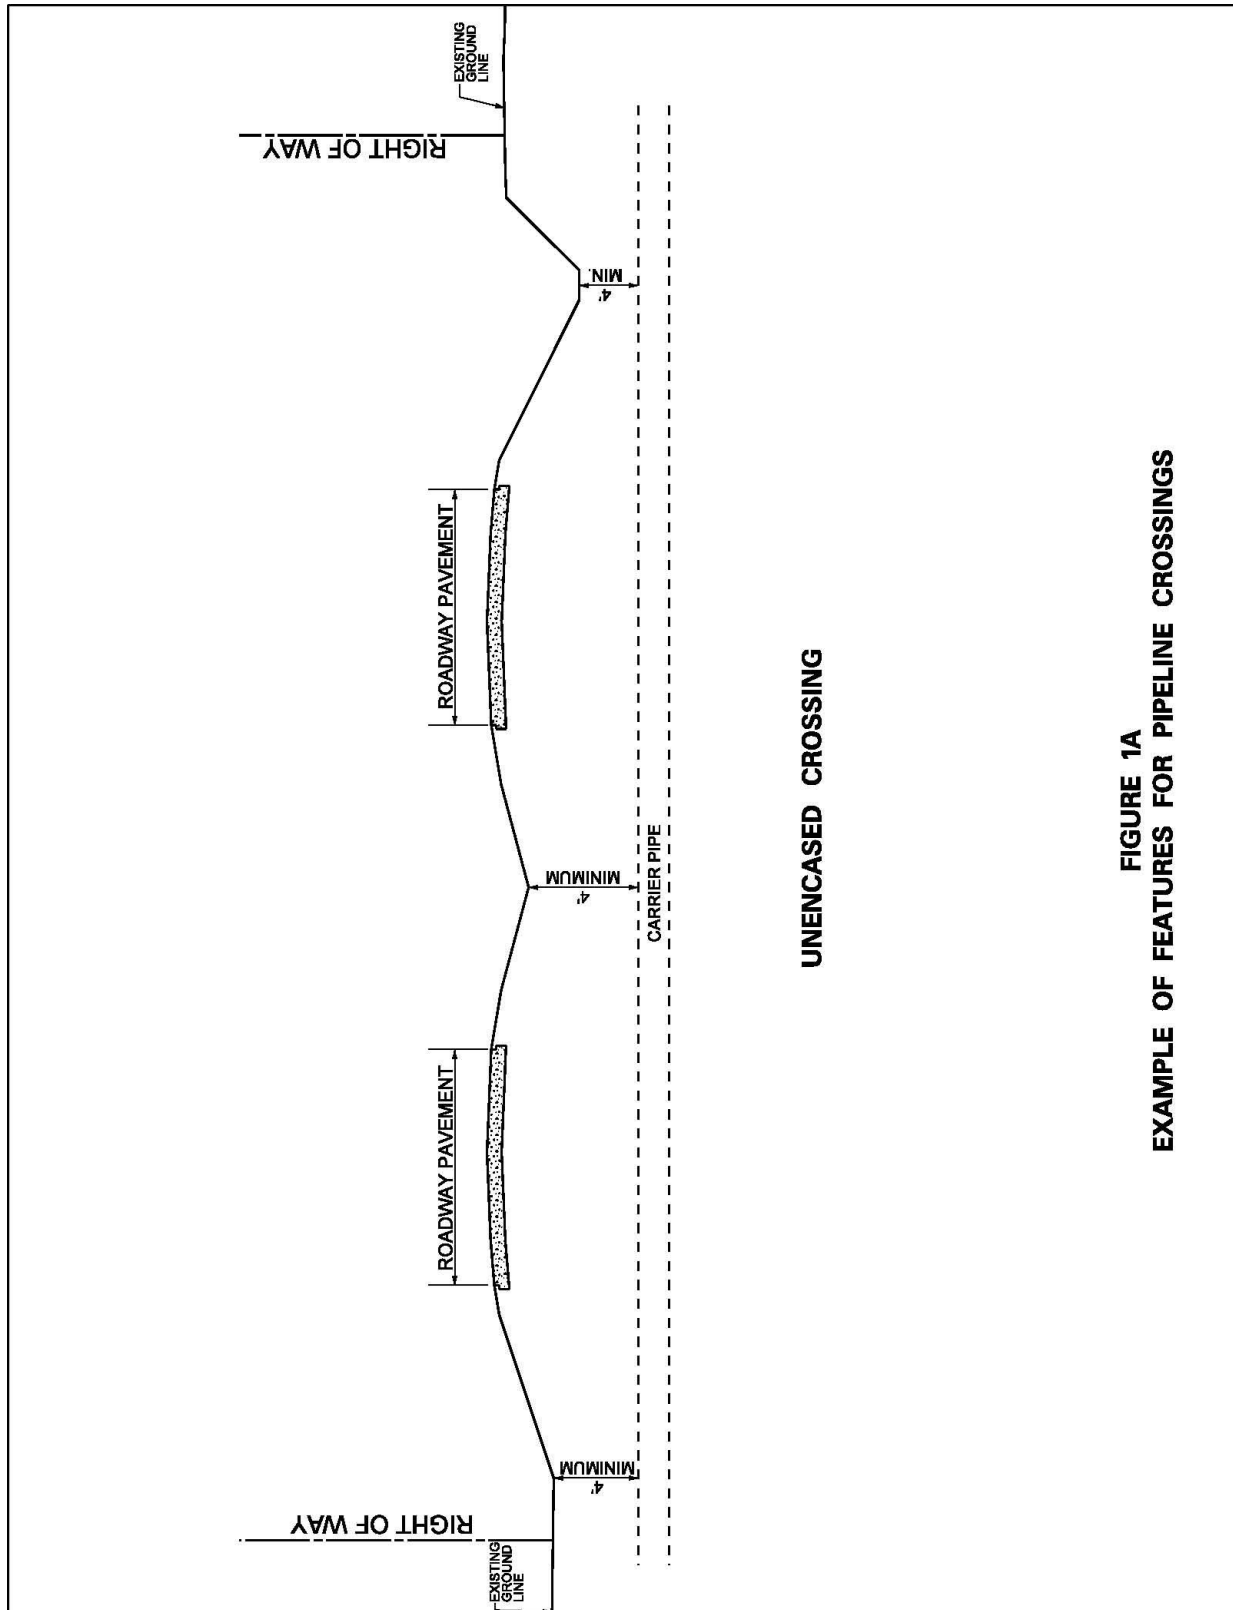 EXISTING
GROUND
LINE
RIGHT OF WAY
4'
MINIMUM
ROADWAY PAVEMENT
4'
MINIMUM
CARRIER PIPE
ROADWAY PAVEMENT
4'
MIN.
RIGHT OF WAY
EXISTING
GROUND
LINE
UNENCASED CROSSING
FIGURE 1A
EXAMPLE OF FEATURES FOR PIPELINE CROSSINGS